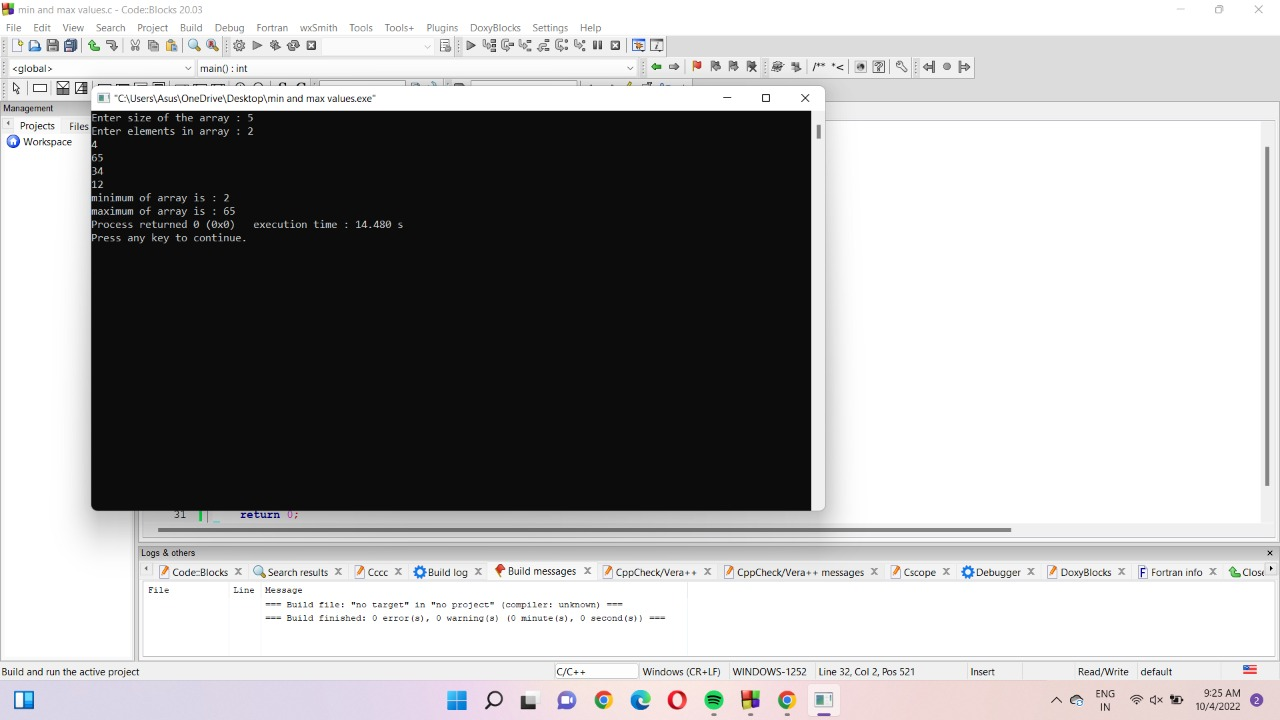 min and max values.c - Code::Blocks 20.03
File Edit View Search Project Build Debug Fortran wxSmith Tools Tools+ Plugins DoxyBlocks Settings Help
<global> main() : int
/** *<
"C:\Users\Asus\OneDrive\Desktop\min and max values.exe"
Management
Projects Files
Workspace
Enter size of the array : 5
Enter elements in array : 2
4
65
34
12
minimum of array is : 2
maximum of array is : 65
Process returned 0 (0x0)   execution time : 14.480 s
Press any key to continue.
31 return 0;
Logs & others
Code::Blocks Search results Cccc Build log Build messages CppCheck/Vera++ CppCheck/Vera++ messages Cscope Debugger DoxyBlocks Fortran info Close
File Line Message
=== Build file: "no target" in "no project" (compiler: unknown) ===
=== Build finished: 0 error(s), 0 warning(s) (0 minute(s), 0 second(s)) ===
Build and run the active project C/C++ Windows (CR+LF) WINDOWS-1252 Line 32, Col 2, Pos 521 Insert Read/Write default
ENG 9:25 AM
IN 10/4/2022 2